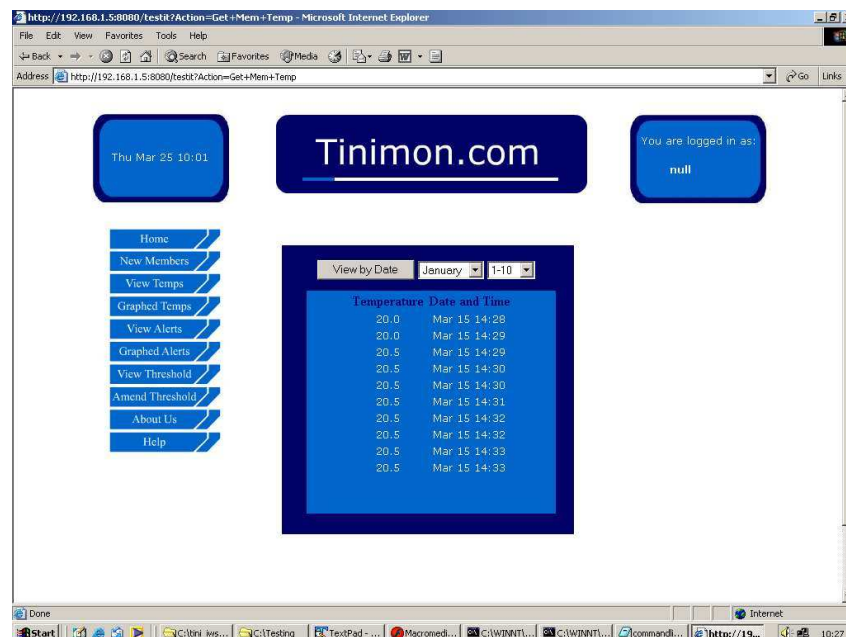 http://192.168.1.5:8080/testit?Action=Get+Mem+Temp - Microsoft Internet Explorer
File Edit View Favorites Tools Help
Back Search Favorites Media
Address http://192.168.1.5:8080/testit?Action=Get+Mem+Temp Go Links
Thu Mar 25 10:01
Tinimon.com
You are logged in as:
null
Home
New Members
View Temps
Graphed Temps
View Alerts
Graphed Alerts
View Threshold
Amend Threshold
About Us
Help
View by Date January 1-10
Temperature Date and Time
20.0 Mar 15 14:28
20.0 Mar 15 14:29
20.5 Mar 15 14:29
20.5 Mar 15 14:30
20.5 Mar 15 14:30
20.5 Mar 15 14:31
20.5 Mar 15 14:32
20.5 Mar 15 14:32
20.5 Mar 15 14:33
20.5 Mar 15 14:33
Done Internet
Start C:\tini_iws... C:\Testing TextPad - ... Macromedi... C:\WINNT\... C:\WINNT\... commandli... http://19... 10:27